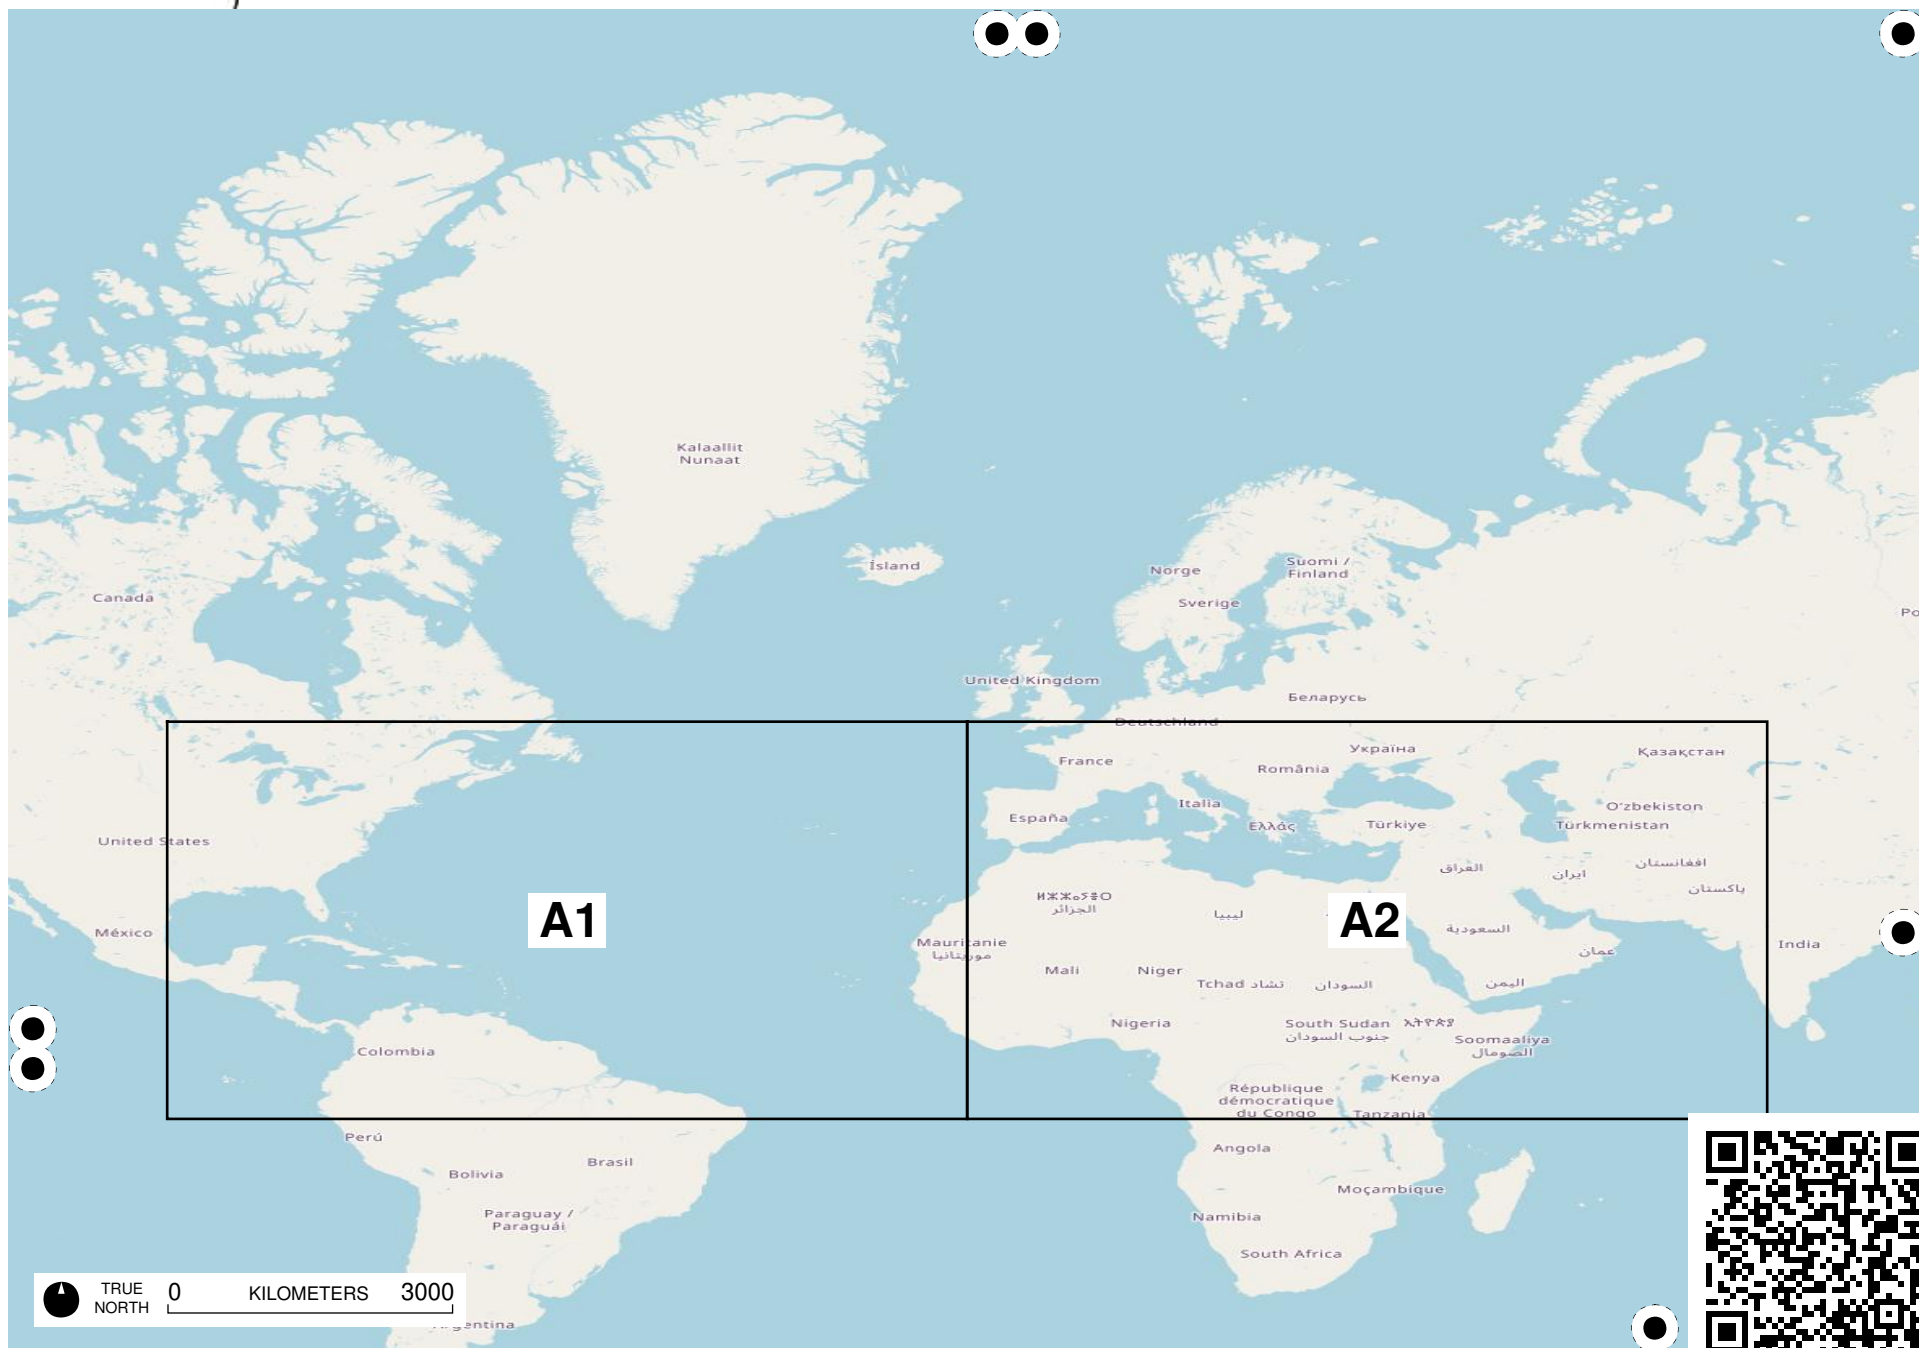 Kalaallit
Nunaat
Ísland
Norge
Suomi /
Finland
Sverige
Canada
United Kingdom
Беларусь
Deutschland
Україна
Қазақстан
France
România
Italia
O'zbekiston
España
Ελλάς
Türkiye
Türkmenistan
United States
العراق
افغانستان
ایران
پاکستان
ⵍⵣⵣⴰⵢⴻⵔ
الجزائر
ليبيا
A1
A2
México
السعودية
Mauritanie
موريتانيا
عمان
India
Mali
Niger
Tchad تشاد
السودان
اليمن
Nigeria
South Sudan
جنوب السودان
ኢትዮጵያ
Soomaaliya
الصومال
Colombia
Kenya
République
démocratique
du Congo
Tanzania
Perú
Angola
Brasil
Bolivia
Moçambique
Paraguay /
Paraguái
Namibia
South Africa
TRUE
NORTH
0 KILOMETERS 3000